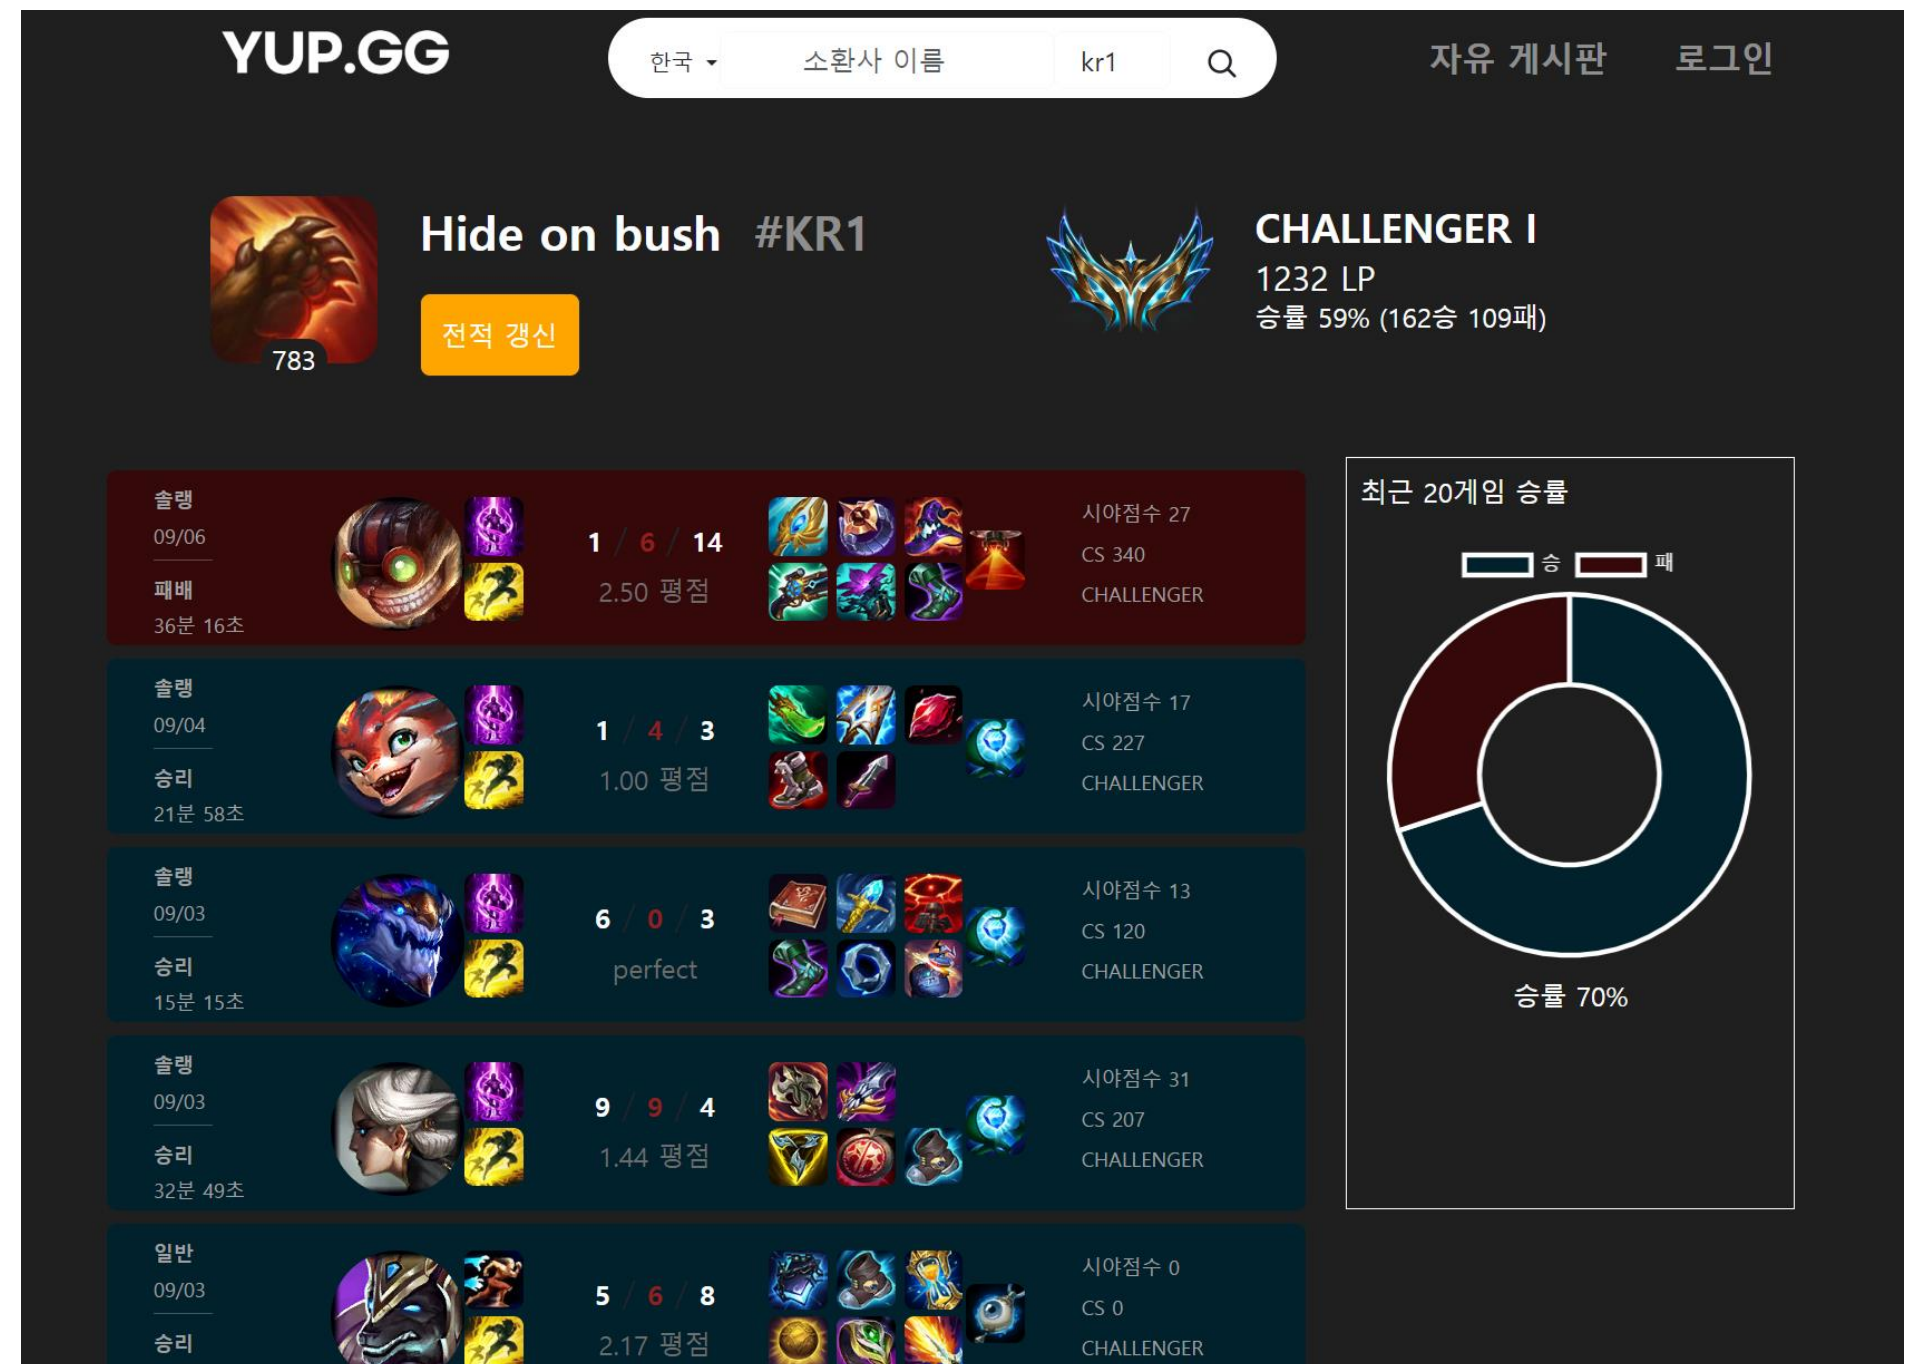 YUP.GG
한국
소환사 이름
kr1
자유 게시판
로그인
783
Hide on bush #KR1
전적 갱신
CHALLENGER I
1232 LP
승률 59% (162승 109패)
솔랭
09/06
패배
36분 16초
1 / 6 / 14
2.50 평점
시야점수 27
CS 340
CHALLENGER
솔랭
09/04
승리
21분 58초
1 / 4 / 3
1.00 평점
시야점수 17
CS 227
CHALLENGER
솔랭
09/03
승리
15분 15초
6 / 0 / 3
perfect
시야점수 13
CS 120
CHALLENGER
솔랭
09/03
승리
32분 49초
9 / 9 / 4
1.44 평점
시야점수 31
CS 207
CHALLENGER
일반
09/03
승리
5 / 6 / 8
2.17 평점
시야점수 0
CS 0
CHALLENGER
최근 20게임 승률
승 패
승률 70%